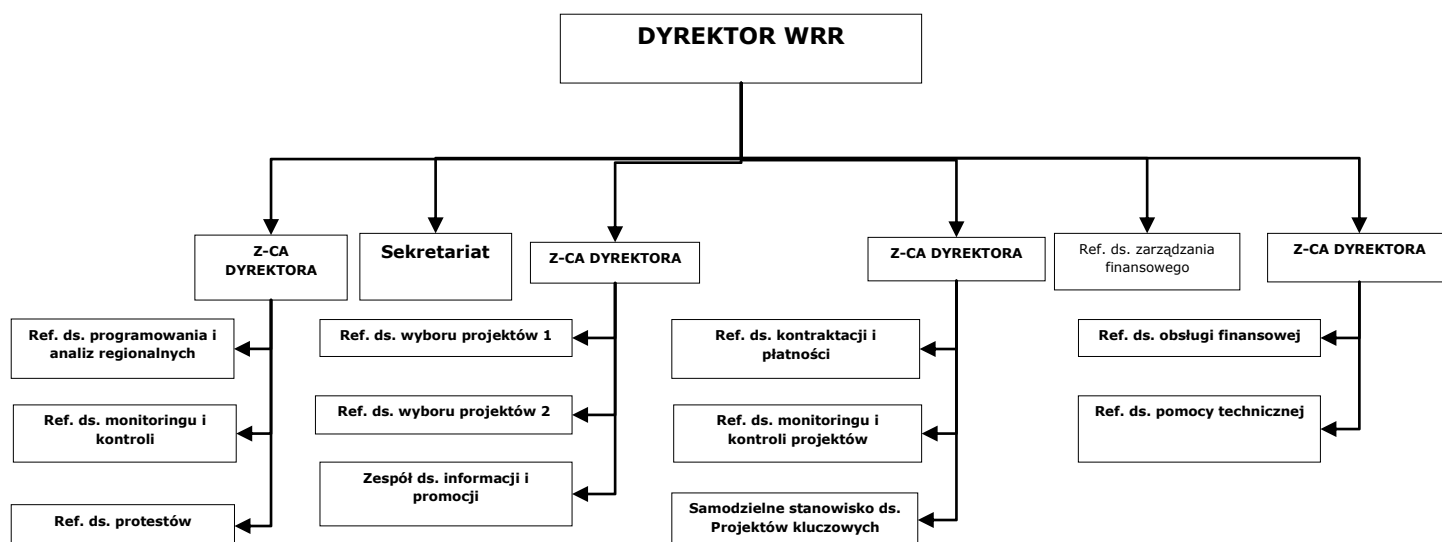 DYREKTOR WRR
Z-CA
DYREKTORA
Sekretariat
Z-CA DYREKTORA
Z-CA DYREKTORA
Ref. ds. zarządzania
finansowego
Z-CA DYREKTORA
Ref. ds. programowania i
analiz regionalnych
Ref. ds. monitoringu i
kontroli
Ref. ds. protestów
Ref. ds. wyboru projektów 1
Ref. ds. wyboru projektów 2
Zespół ds. informacji i
promocji
Ref. ds. kontraktacji i
płatności
Ref. ds. monitoringu i
kontroli projektów
Samodzielne stanowisko ds.
Projektów kluczowych
Ref. ds. obsługi finansowej
Ref. ds. pomocy technicznej